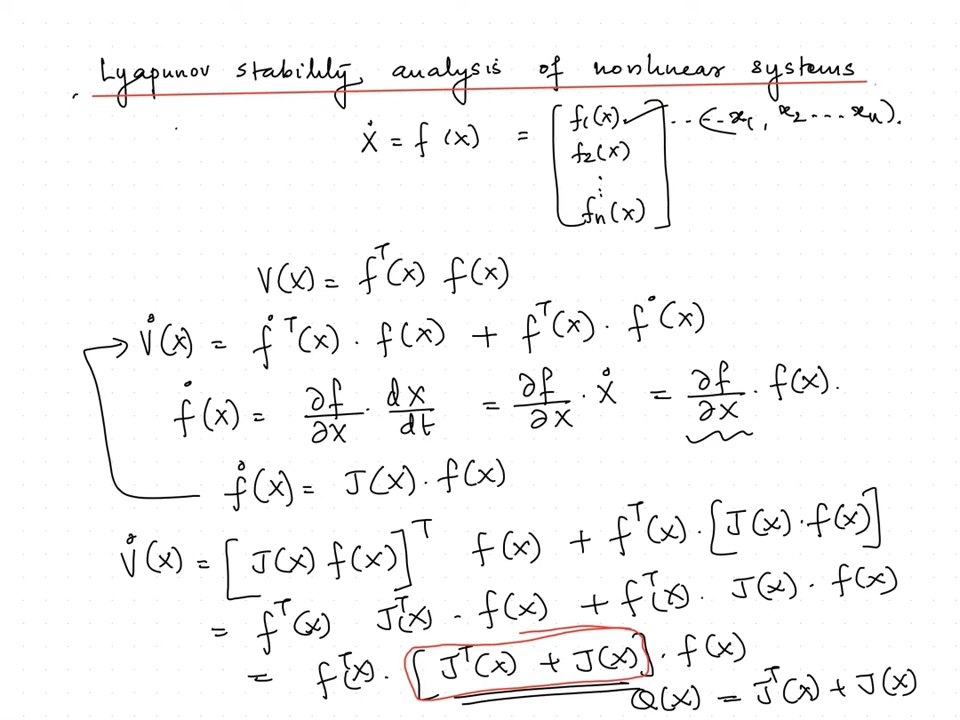 Lyapunov stability analysis of nonlinear systems
Ẋ = f(x) = [f₁(x) f₂(x) ⋮ fₙ(x)] ..(-x₁, x₂...xₙ).
V(x) = fᵀ(x) f(x)
V̇(x) = ḟᵀ(x) · f(x) + fᵀ(x) · ḟ(x)
ḟ(x) = ∂f/∂x · dx/dt = ∂f/∂x · Ẋ = ∂f/∂x · f(x).
ḟ(x) = J(x) · f(x)
V̇(x) = [J(x) f(x)]ᵀ f(x) + fᵀ(x) · [J(x) · f(x)]
= fᵀ(x) Jᵀ(x) · f(x) + fᵀ(x) · J(x) · f(x)
= fᵀ(x) · [Jᵀ(x) + J(x)] · f(x)
Q(x) = Jᵀ(x) + J(x)